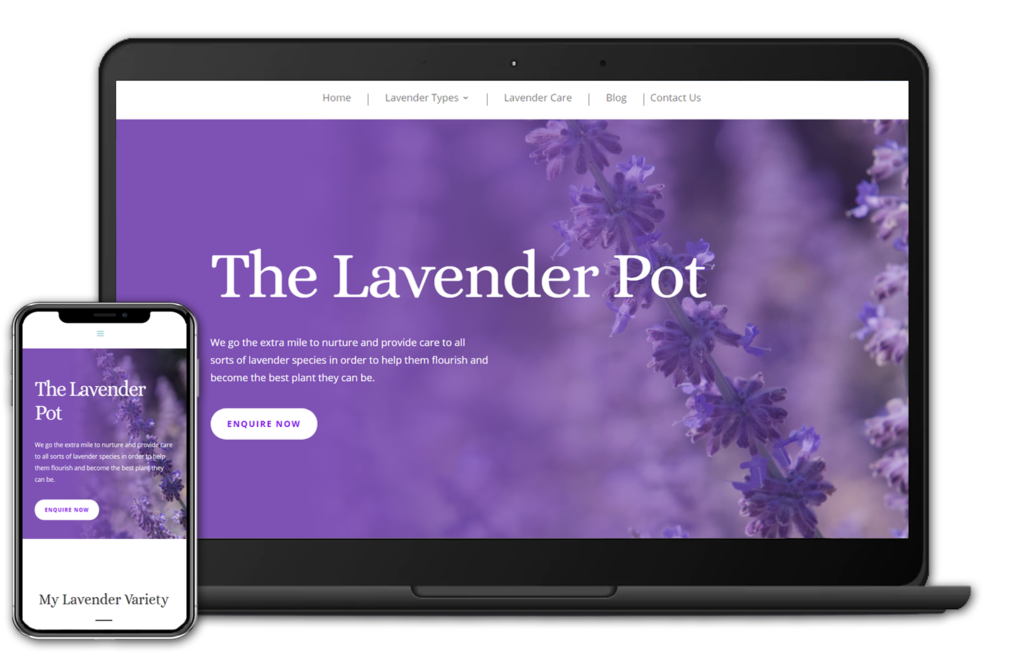 Home | Lavender Types | Lavender Care | Blog | Contact Us
The Lavender Pot
We go the extra mile to nurture and provide care to all
sorts of lavender species in order to help them flourish and
become the best plant they can be.
ENQUIRE NOW
The Lavender
Pot
We go the extra mile to nurture and provide care
to all sorts of lavender species in order to help
them flourish and become the best plant they
can be.
ENQUIRE NOW
My Lavender Variety